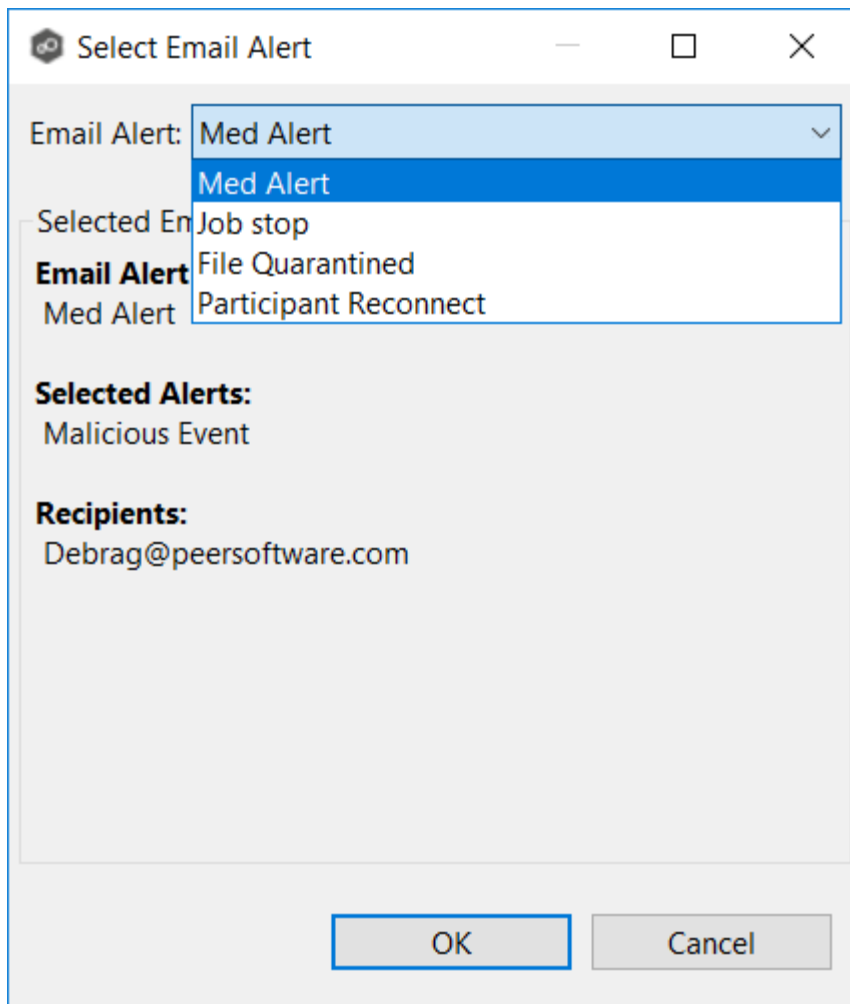 Select Email Alert
Email Alert: Med Alert
Med Alert
Job stop
File Quarantined
Participant Reconnect
Selected Em
Email Alert
Med Alert
Selected Alerts:
Malicious Event
Recipients:
Debrag@peersoftware.com
OK
Cancel